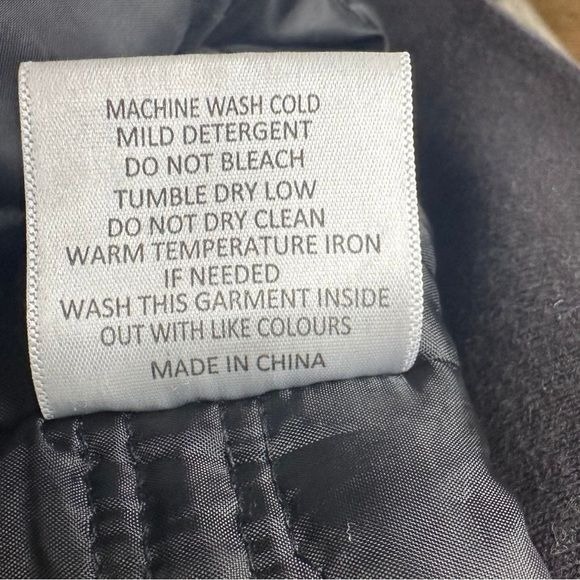 MACHINE WASH COLD
MILD DETERGENT
DO NOT BLEACH
TUMBLE DRY LOW
DO NOT DRY CLEAN
WARM TEMPERATURE IRON
IF NEEDED
WASH THIS GARMENT INSIDE
OUT WITH LIKE COLOURS
MADE IN CHINA